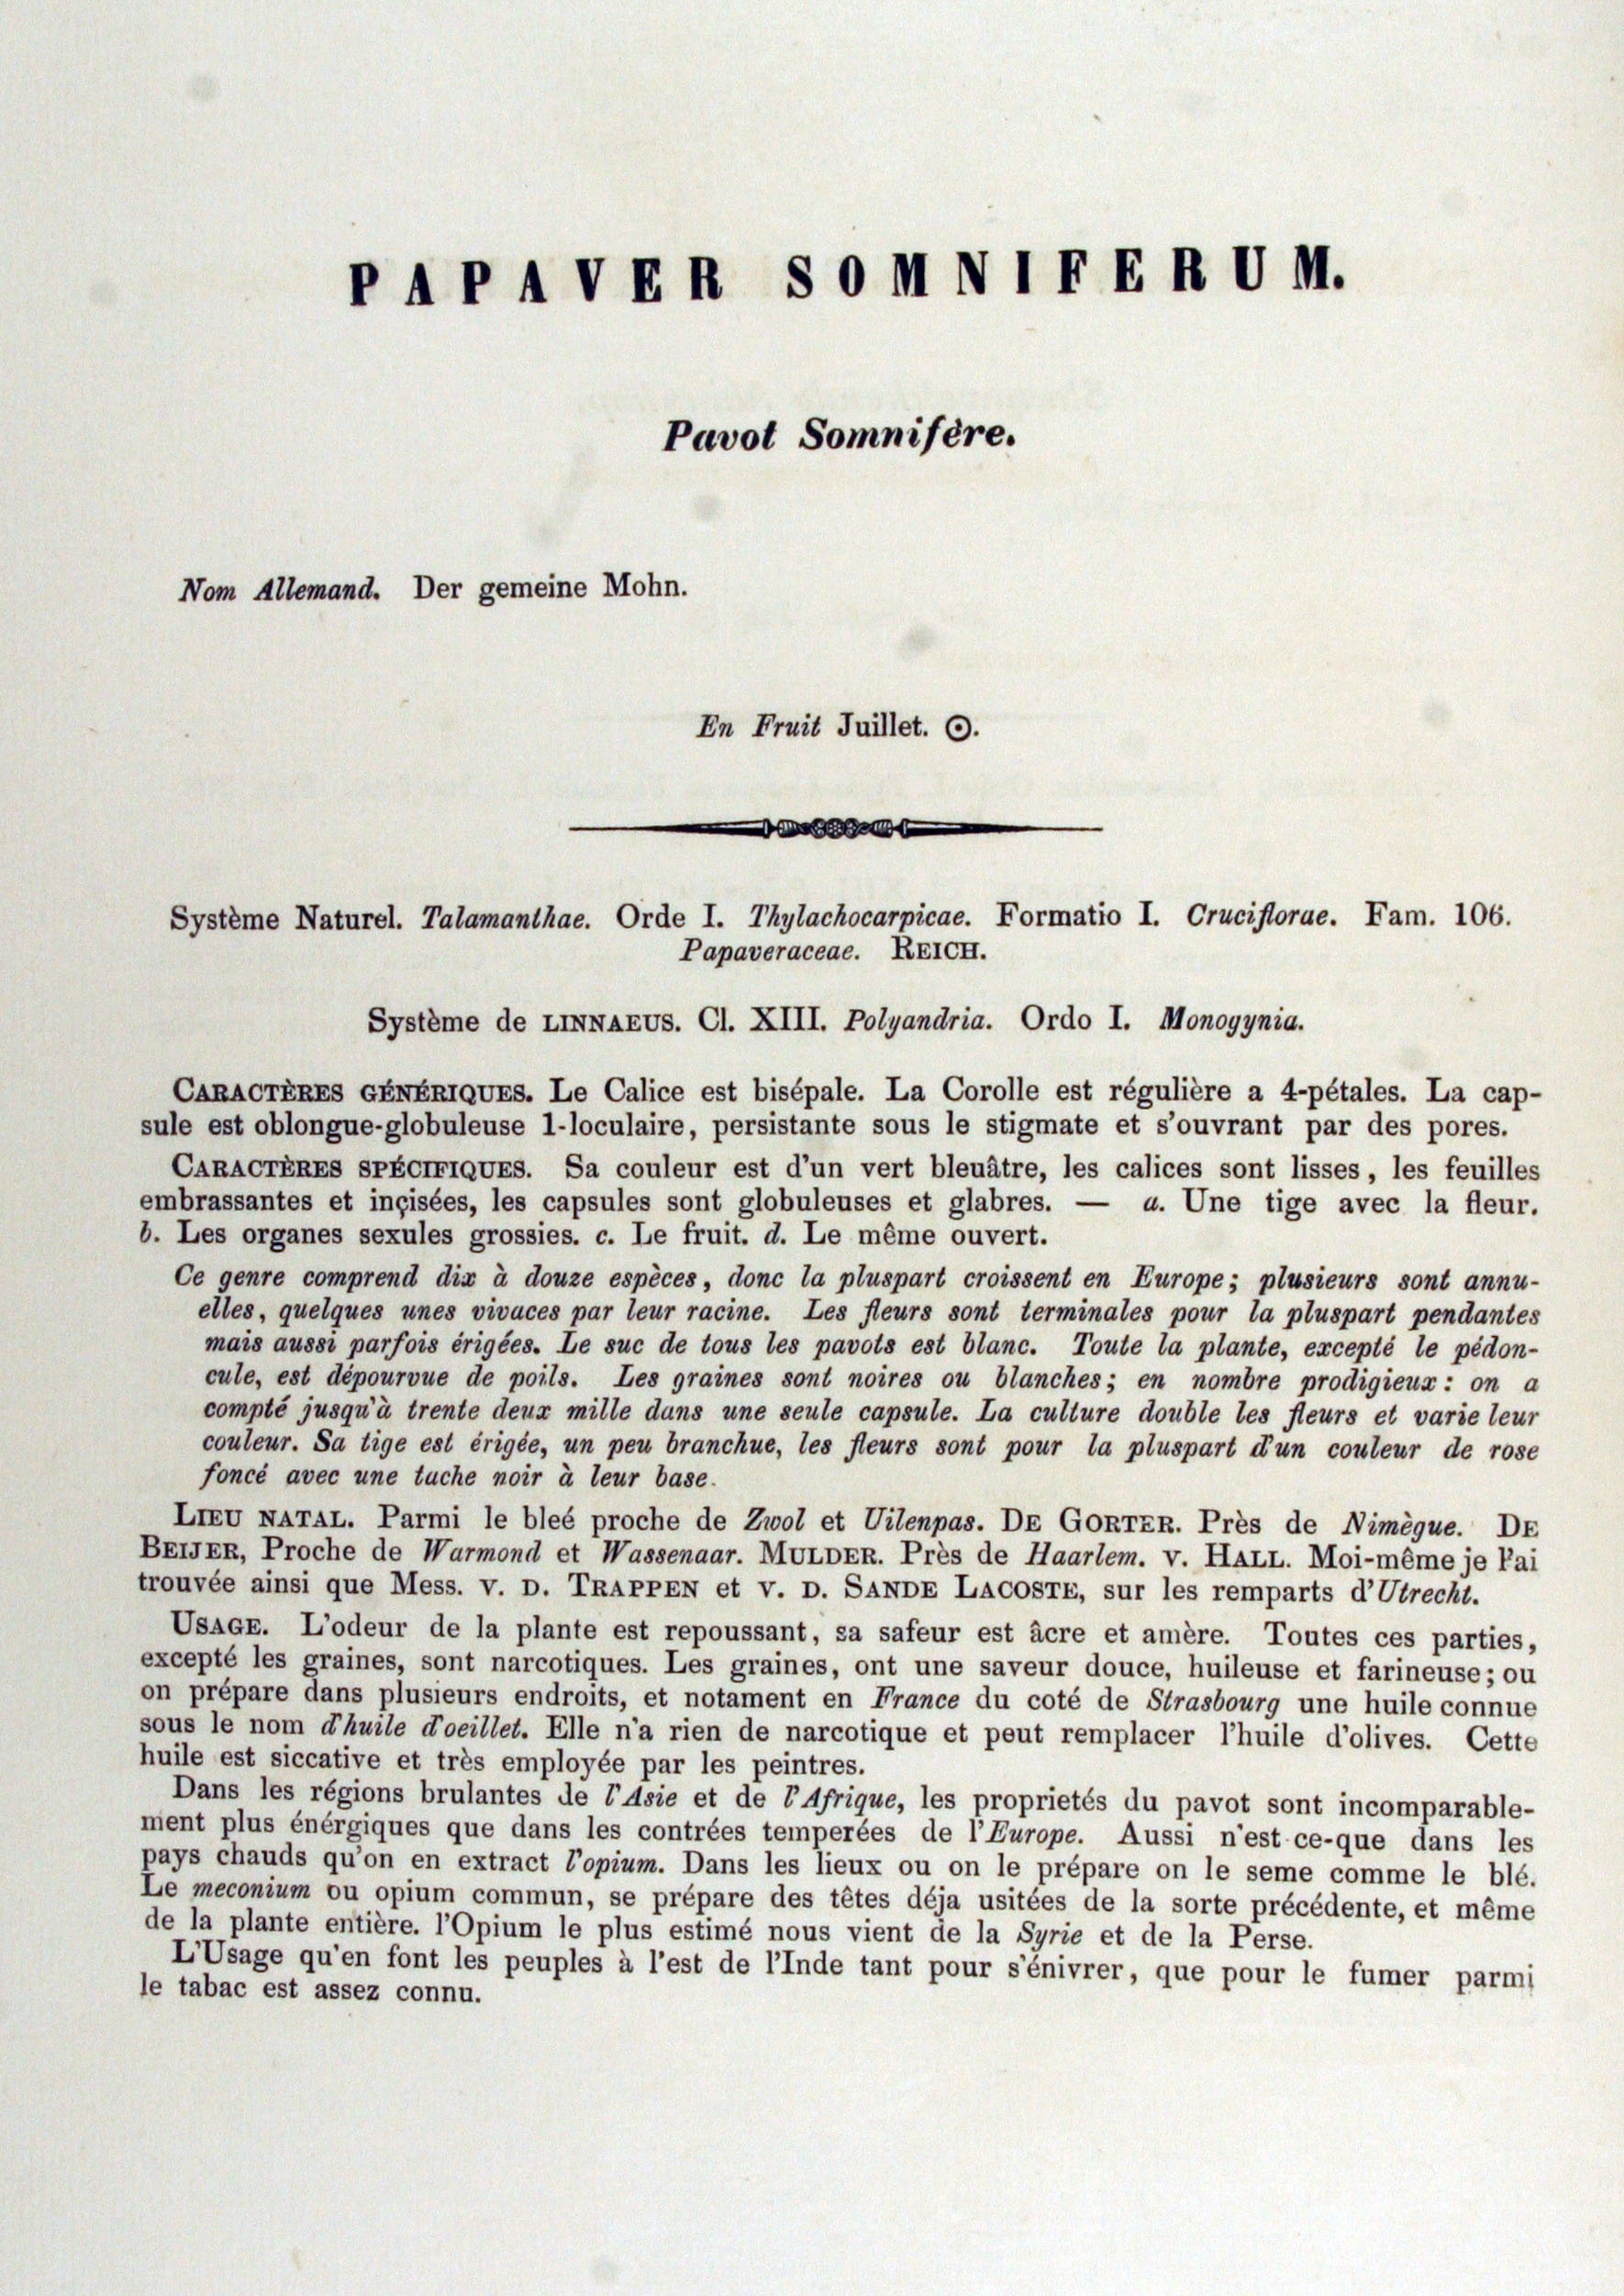 PAPAVER SOMNIFERUM.
Pavot Somnifère.
Nom Allemand. Der gemeine Mohn.
En Fruit Juillet. ⊙.
Système Naturel. Talamanthae. Orde I. Thylachocarpicae. Formatio I. Cruciflorae. Fam. 106.
Papaveraceae. REICH.
Système de LINNAEUS. Cl. XIII. Polyandria. Ordo I. Monogynia.
CARACTÈRES GÉNÉRIQUES. Le Calice est bisépale. La Corolle est régulière a 4-pétales. La cap-
sule est oblongue-globuleuse 1-loculaire, persistante sous le stigmate et s'ouvrant par des pores.
CARACTÈRES SPÉCIFIQUES. Sa couleur est d'un vert bleuâtre, les calices sont lisses, les feuilles
embrassantes et inçisées, les capsules sont globuleuses et glabres. — a. Une tige avec la fleur.
b. Les organes sexules grossies. c. Le fruit. d. Le même ouvert.
Ce genre comprend dix à douze espèces, donc la pluspart croissent en Europe; plusieurs sont annu-
elles, quelques unes vivaces par leur racine. Les fleurs sont terminales pour la pluspart pendantes
mais aussi parfois érigées. Le suc de tous les pavots est blanc. Toute la plante, excepté le pédon-
cule, est dépourvue de poils. Les graines sont noires ou blanches; en nombre prodigieux: on a
compté jusqu'à trente deux mille dans une seule capsule. La culture double les fleurs et varie leur
couleur. Sa tige est érigée, un peu branchue, les fleurs sont pour la pluspart d'un couleur de rose
foncé avec une tache noir à leur base.
LIEU NATAL. Parmi le bleé proche de Zwol et Uilenpas. DE GORTER. Près de Nimègue. DE
BEIJER, Proche de Warmond et Wassenaar. MULDER. Près de Haarlem. V. HALL. Moi-même je l'ai
trouvée ainsi que Mess. V. D. TRAPPEN et V. D. SANDE LACOSTE, sur les remparts d'Utrecht.
USAGE. L'odeur de la plante est repoussant, sa safeur est âcre et amère. Toutes ces parties,
excepté les graines, sont narcotiques. Les graines, ont une saveur douce, huileuse et farineuse; ou
on prépare dans plusieurs endroits, et notament en France du coté de Strasbourg une huile connue
sous le nom d'huile d'oeillet. Elle n'a rien de narcotique et peut remplacer l'huile d'olives. Cette
huile est siccative et très employée par les peintres.
Dans les régions brulantes de l'Asie et de l'Afrique, les proprietés du pavot sont incomparable-
ment plus énérgiques que dans les contrées temperées de l'Europe. Aussi n'est ce-que dans les
pays chauds qu'on en extract l'opium. Dans les lieux ou on le prépare on le seme comme le blé.
Le meconium ou opium commun, se prépare des têtes déja usitées de la sorte précédente, et même
de la plante entière. l'Opium le plus estimé nous vient de la Syrie et de la Perse.
L'Usage qu'en font les peuples à l'est de l'Inde tant pour s'énivrer, que pour le fumer parmi
le tabac est assez connu.